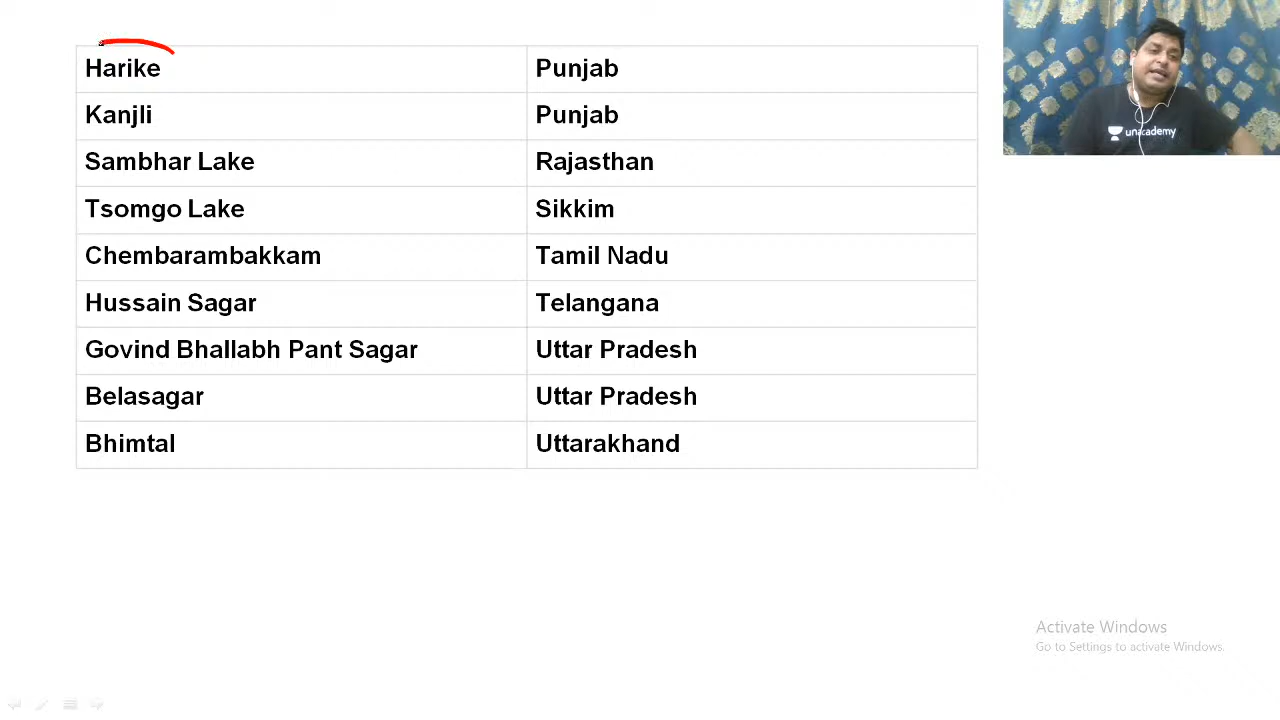 Harike Punjab
Kanjli Punjab
Sambhar Lake Rajasthan
Tsomgo Lake Sikkim
Chembarambakkam Tamil Nadu
Hussain Sagar Telangana
Govind Bhallabh Pant Sagar Uttar Pradesh
Belasagar Uttar Pradesh
Bhimtal Uttarakhand
unacademy
Activate Windows
Go to Settings to activate Windows.